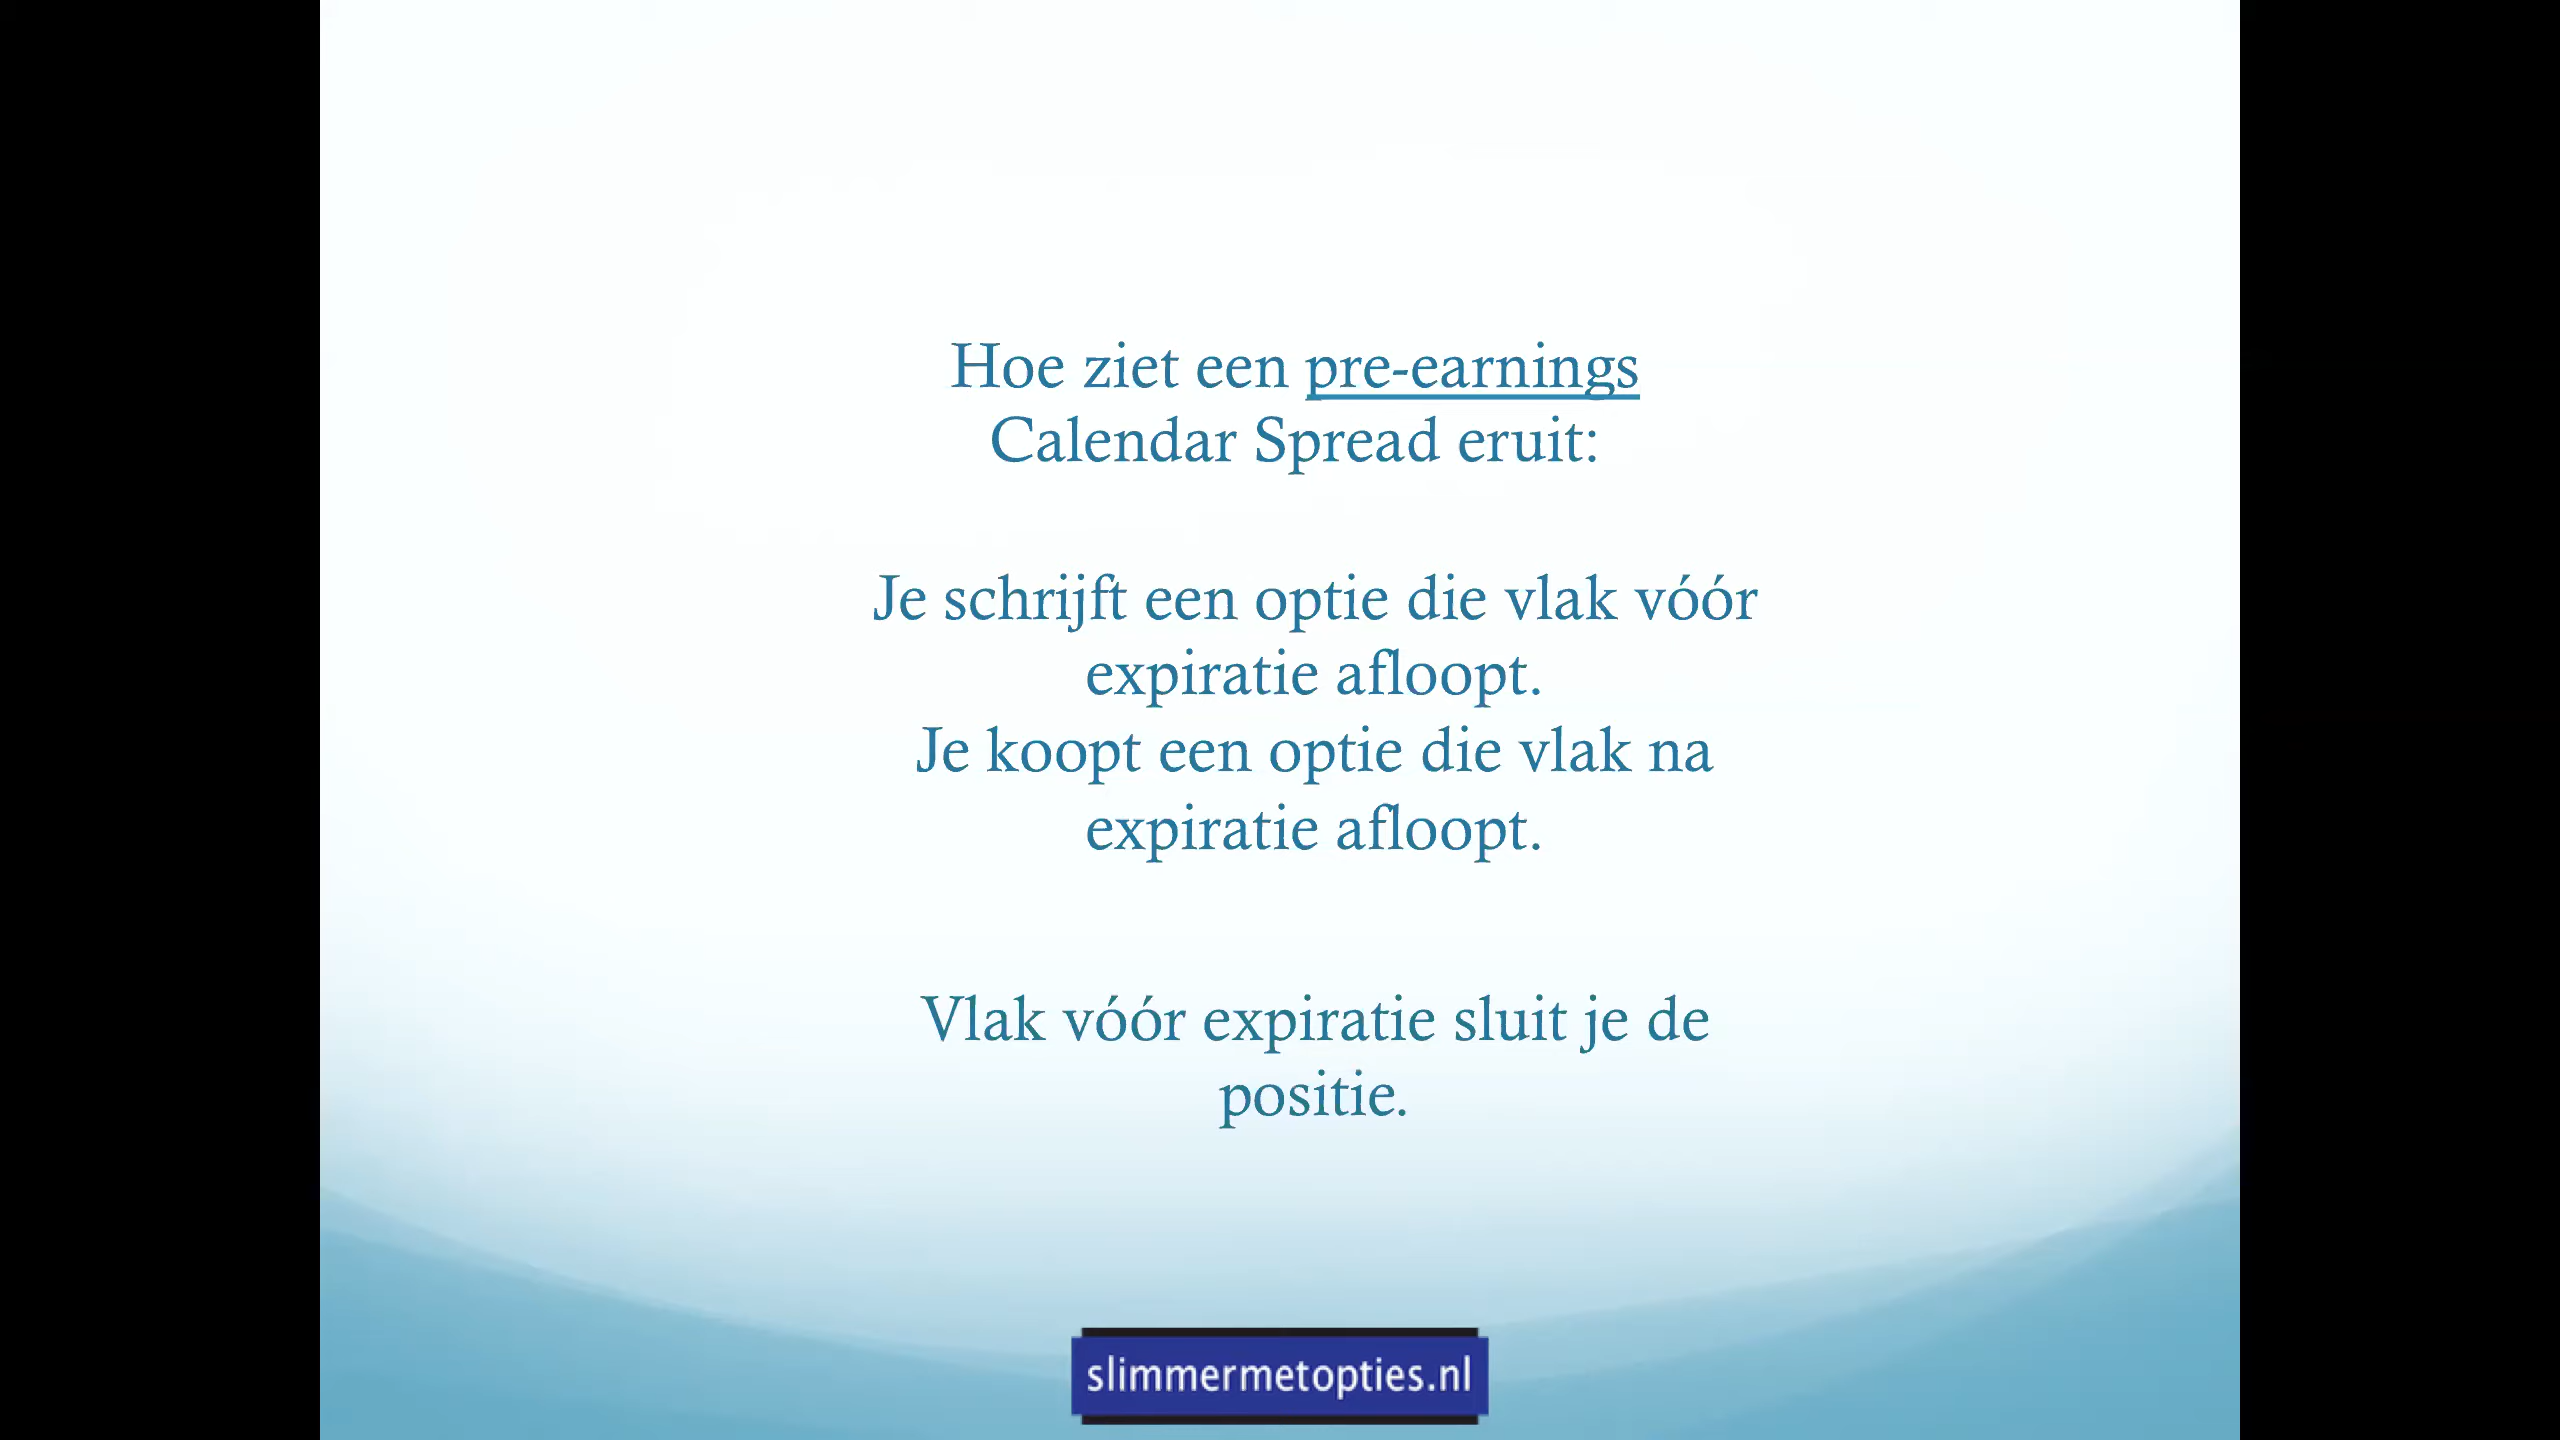 Hoe ziet een pre-earnings
Calendar Spread eruit:
Je schrijft een optie die vlak vóór
expiratie afloopt.
Je koopt een optie die vlak na
expiratie afloopt.
Vlak vóór expiratie sluit je de
positie.
slimmermetopties.nl